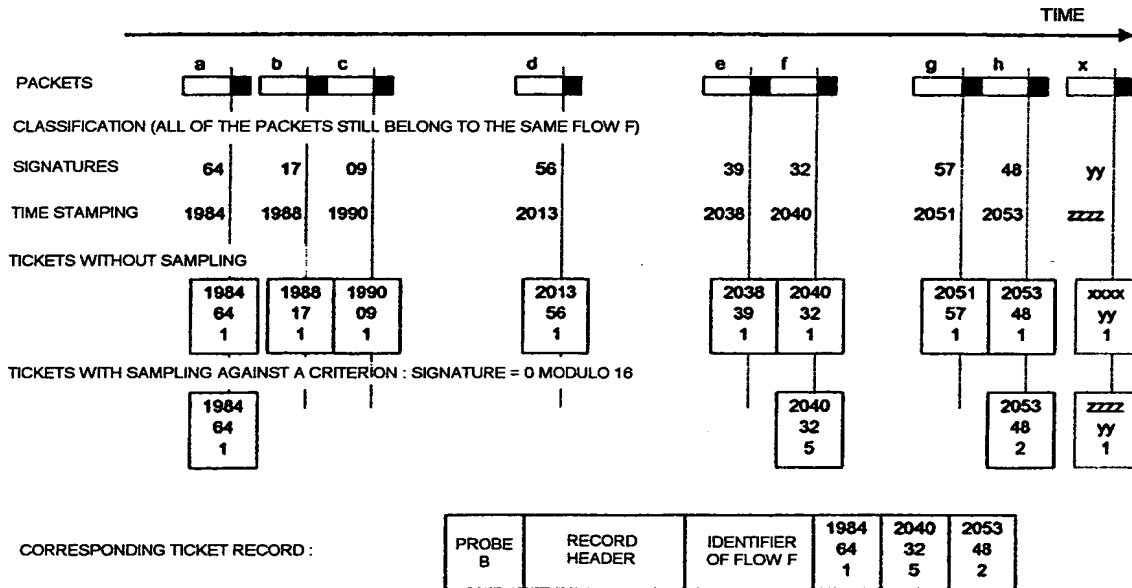 TIME
a b c d e f g h x
PACKETS
CLASSIFICATION (ALL OF THE PACKETS STILL BELONG TO THE SAME FLOW F)
SIGNATURES 64 17 09 56 39 32 57 48 yy
TIME STAMPING 1984 1988 1990 2013 2038 2040 2051 2053 zzzz
TICKETS WITHOUT SAMPLING
1984 1988 1990 2013 2038 2040 2051 2053 xxxx
64 17 09 56 39 32 57 48 yy
1 1 1 1 1 1 1 1 1
TICKETS WITH SAMPLING AGAINST A CRITERION : SIGNATURE = 0 MODULO 16
1984 2040 2053 zzzz
64 32 48 yy
1 5 2 1
CORRESPONDING TICKET RECORD :
PROBE B
RECORD HEADER
IDENTIFIER OF FLOW F
1984 2040 2053
64 32 48
1 5 2